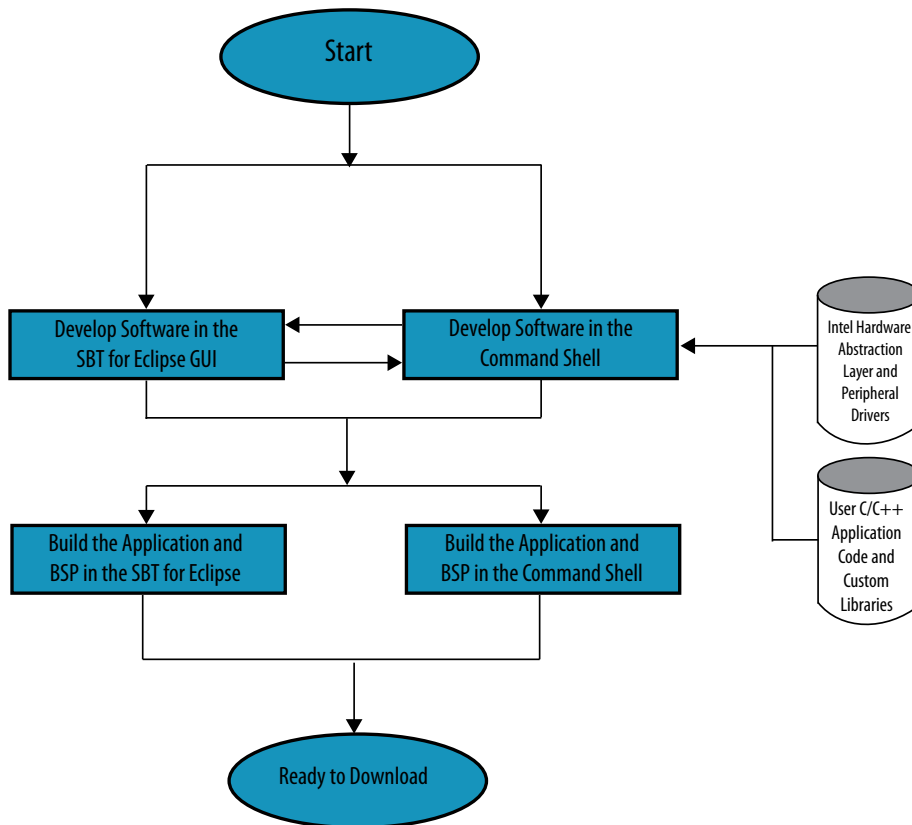 Start
Develop Software in the
SBT for Eclipse GUI
Develop Software in the
Command Shell
Intel Hardware
Abstraction
Layer and
Peripheral
Drivers
Build the Application and
BSP in the SBT for Eclipse
Build the Application and
BSP in the Command Shell
User C/C++
Application
Code and
Custom
Libraries
Ready to Download